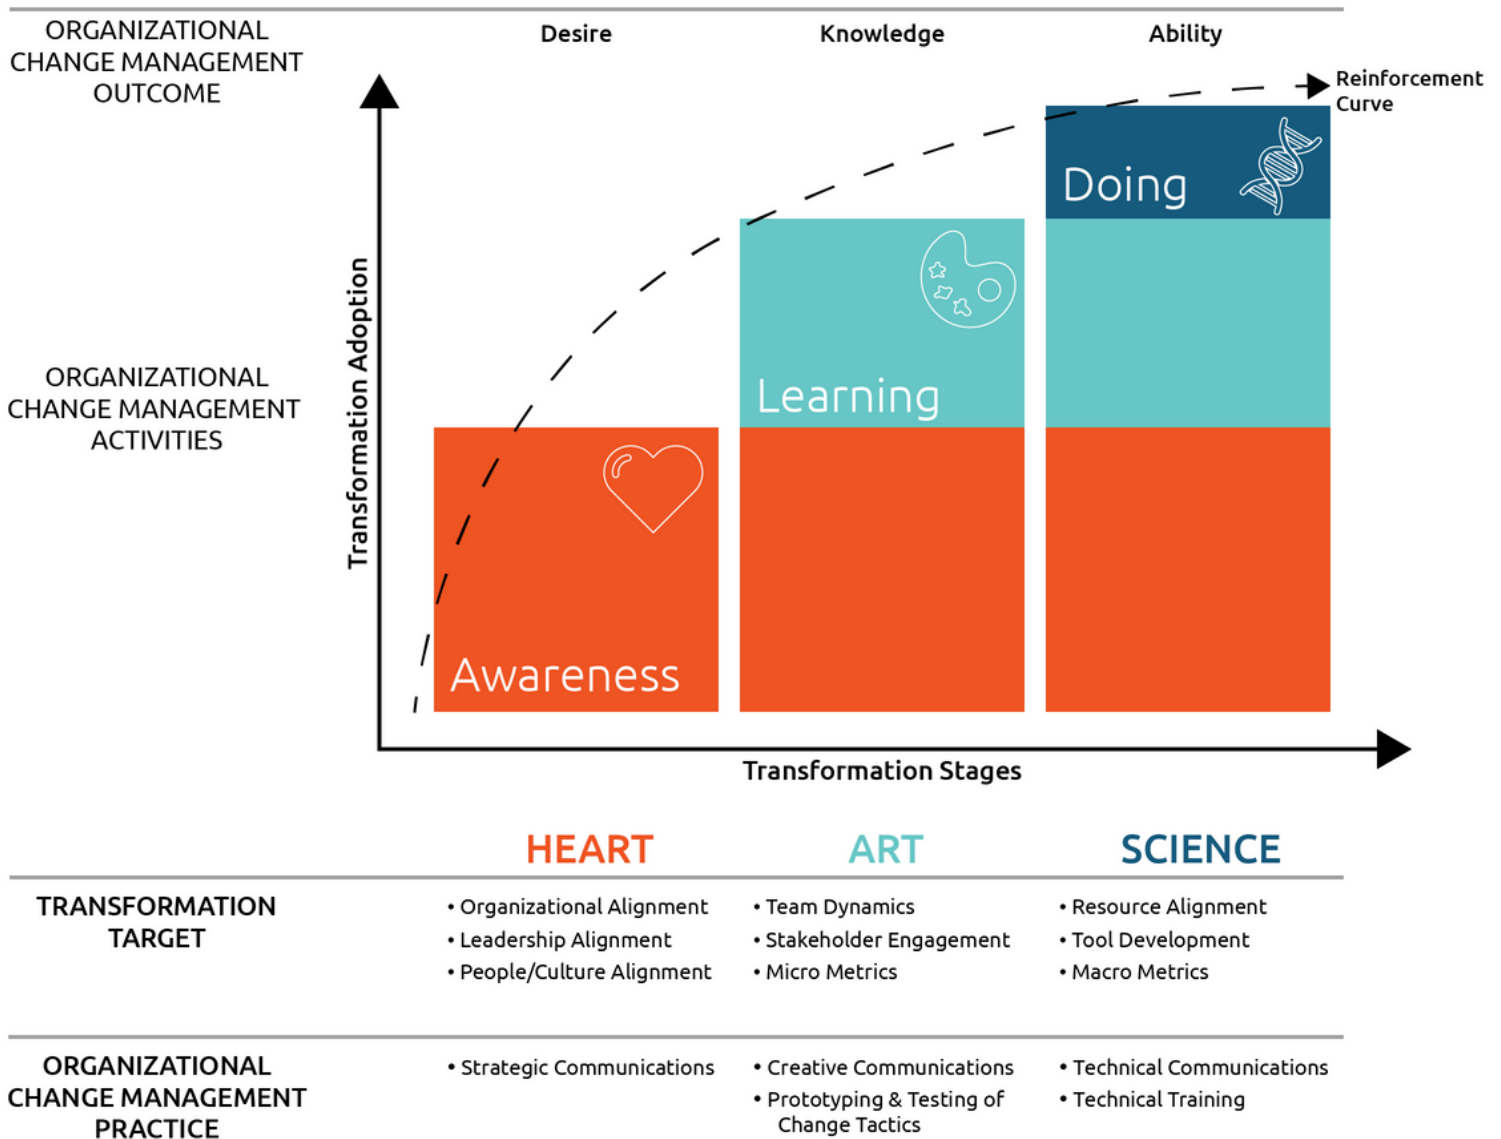 ORGANIZATIONAL
CHANGE MANAGEMENT
OUTCOME
Desire
Knowledge
Ability
Reinforcement
Curve
Doing
Learning
Awareness
ORGANIZATIONAL
CHANGE MANAGEMENT
ACTIVITIES
Transformation Adoption
Transformation Stages
HEART
ART
SCIENCE
TRANSFORMATION
TARGET
• Organizational Alignment
• Leadership Alignment
• People/Culture Alignment
• Team Dynamics
• Stakeholder Engagement
• Micro Metrics
• Resource Alignment
• Tool Development
• Macro Metrics
ORGANIZATIONAL
CHANGE MANAGEMENT
PRACTICE
• Strategic Communications
• Creative Communications
• Prototyping & Testing of
Change Tactics
• Technical Communications
• Technical Training